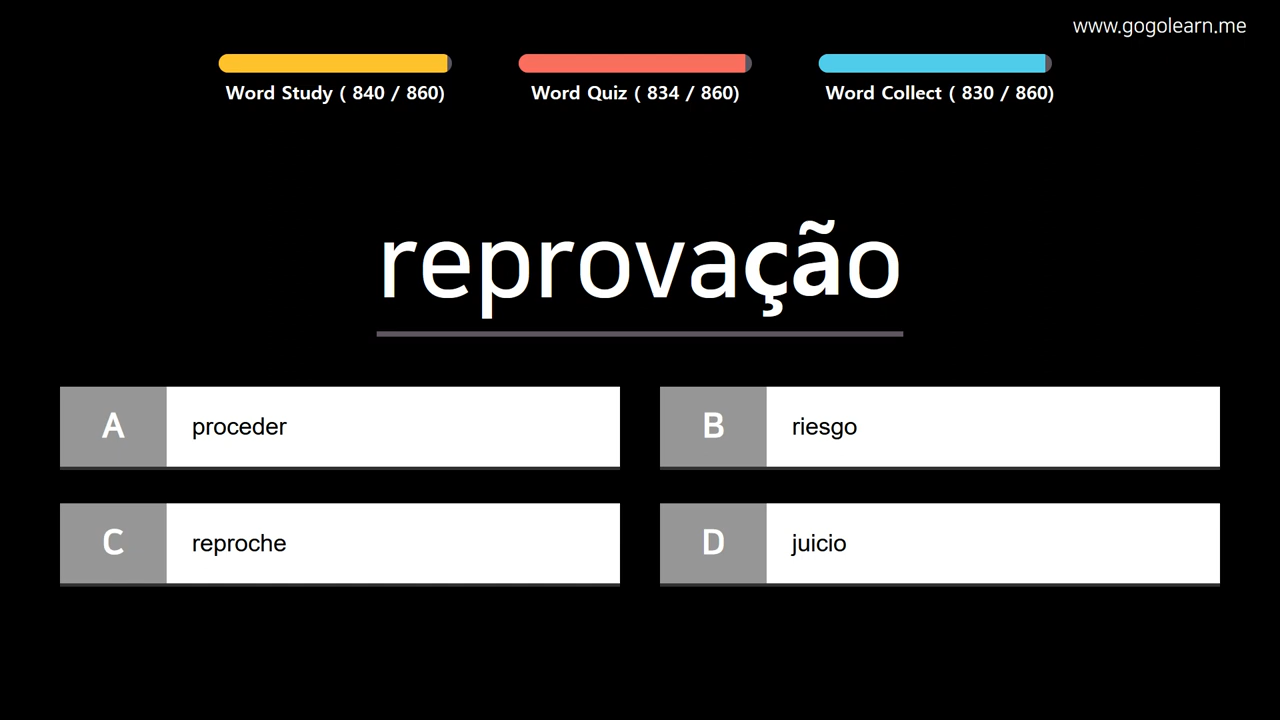 www.gogolearn.me
Word Study ( 840 / 860)
Word Quiz ( 834 / 860)
Word Collect ( 830 / 860)
reprovação
A proceder
B riesgo
C reproche
D juicio